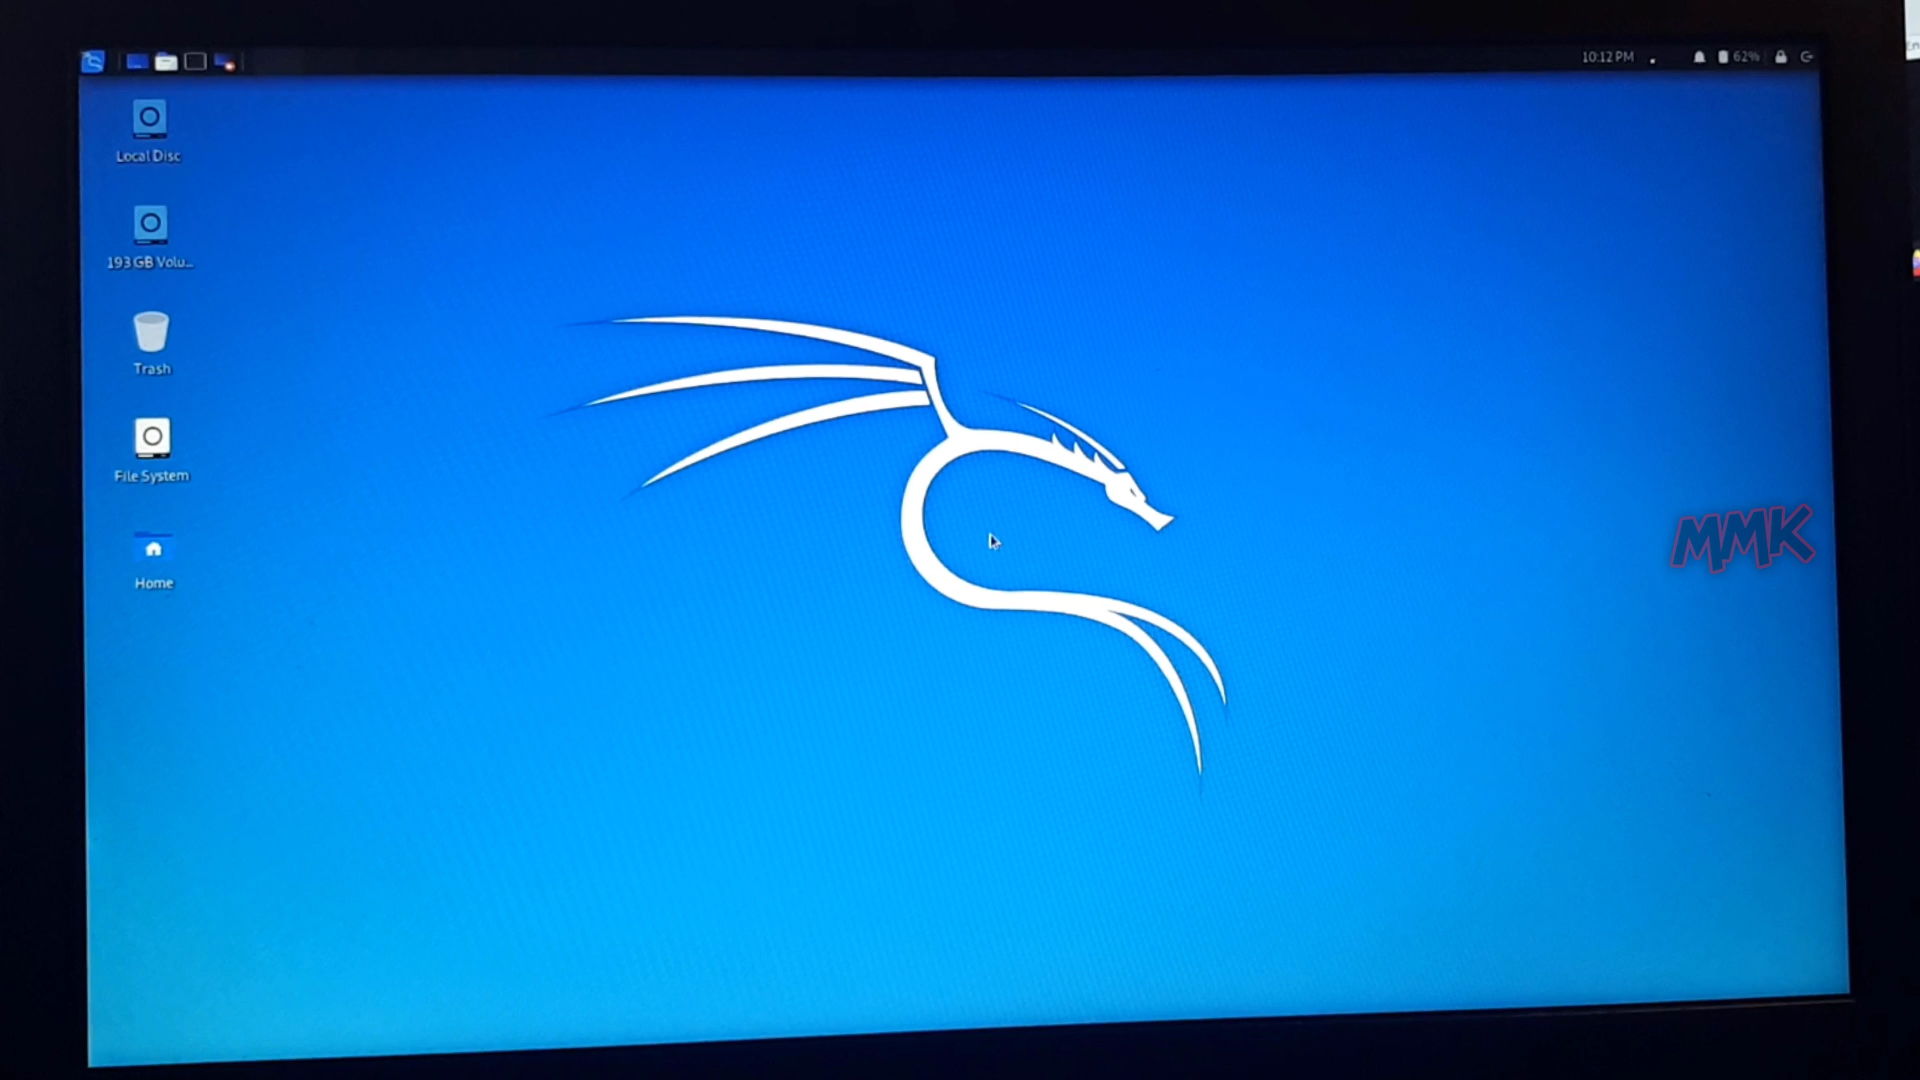 10:12 PM
62%
Local Disc
193 GB Volu...
Trash
File System
Home
MMK